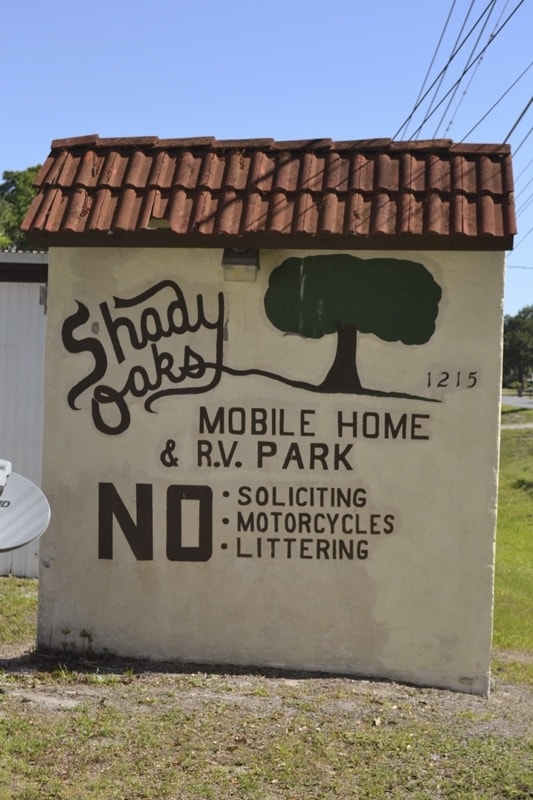 Shady
Oaks
1215
MOBILE HOME
& R.V. PARK
NO
• SOLICITING
• MOTORCYCLES
• LITTERING